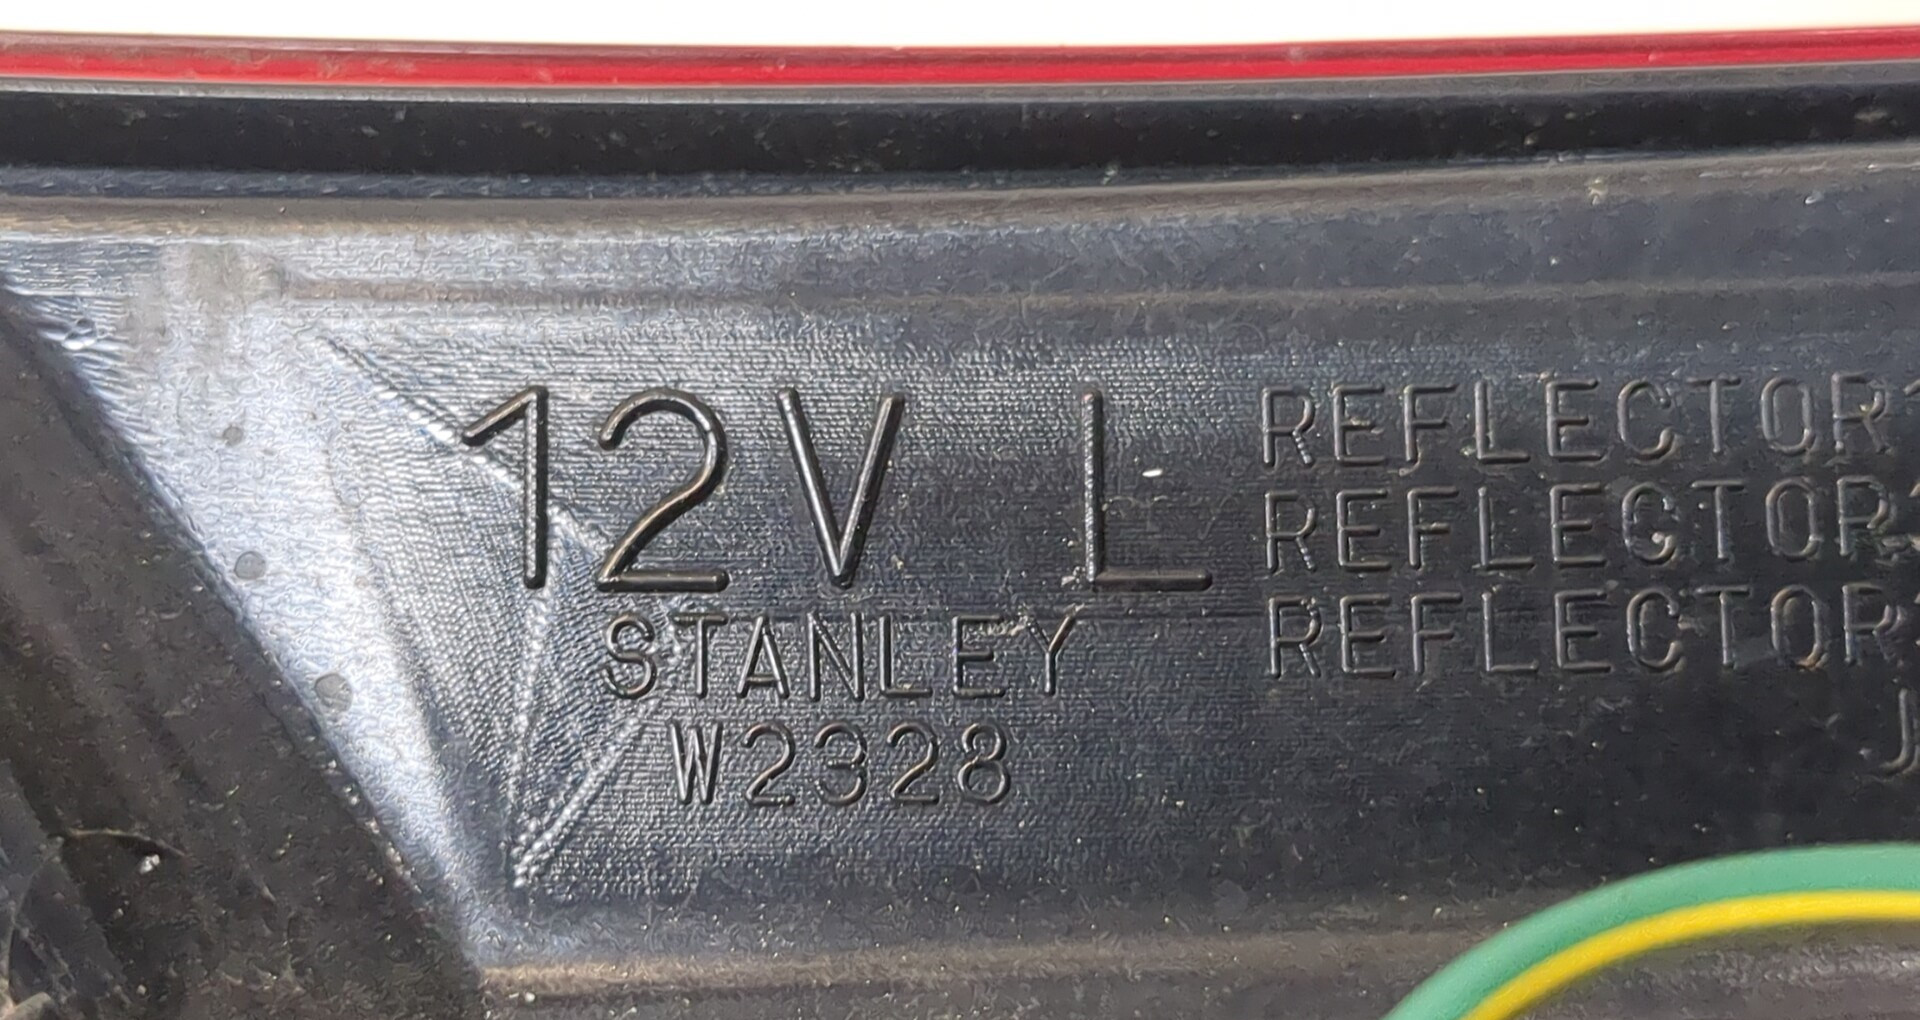 12V L
STANLEY
W2328
REFLECTOR
REFLECTOR
REFLECTOR